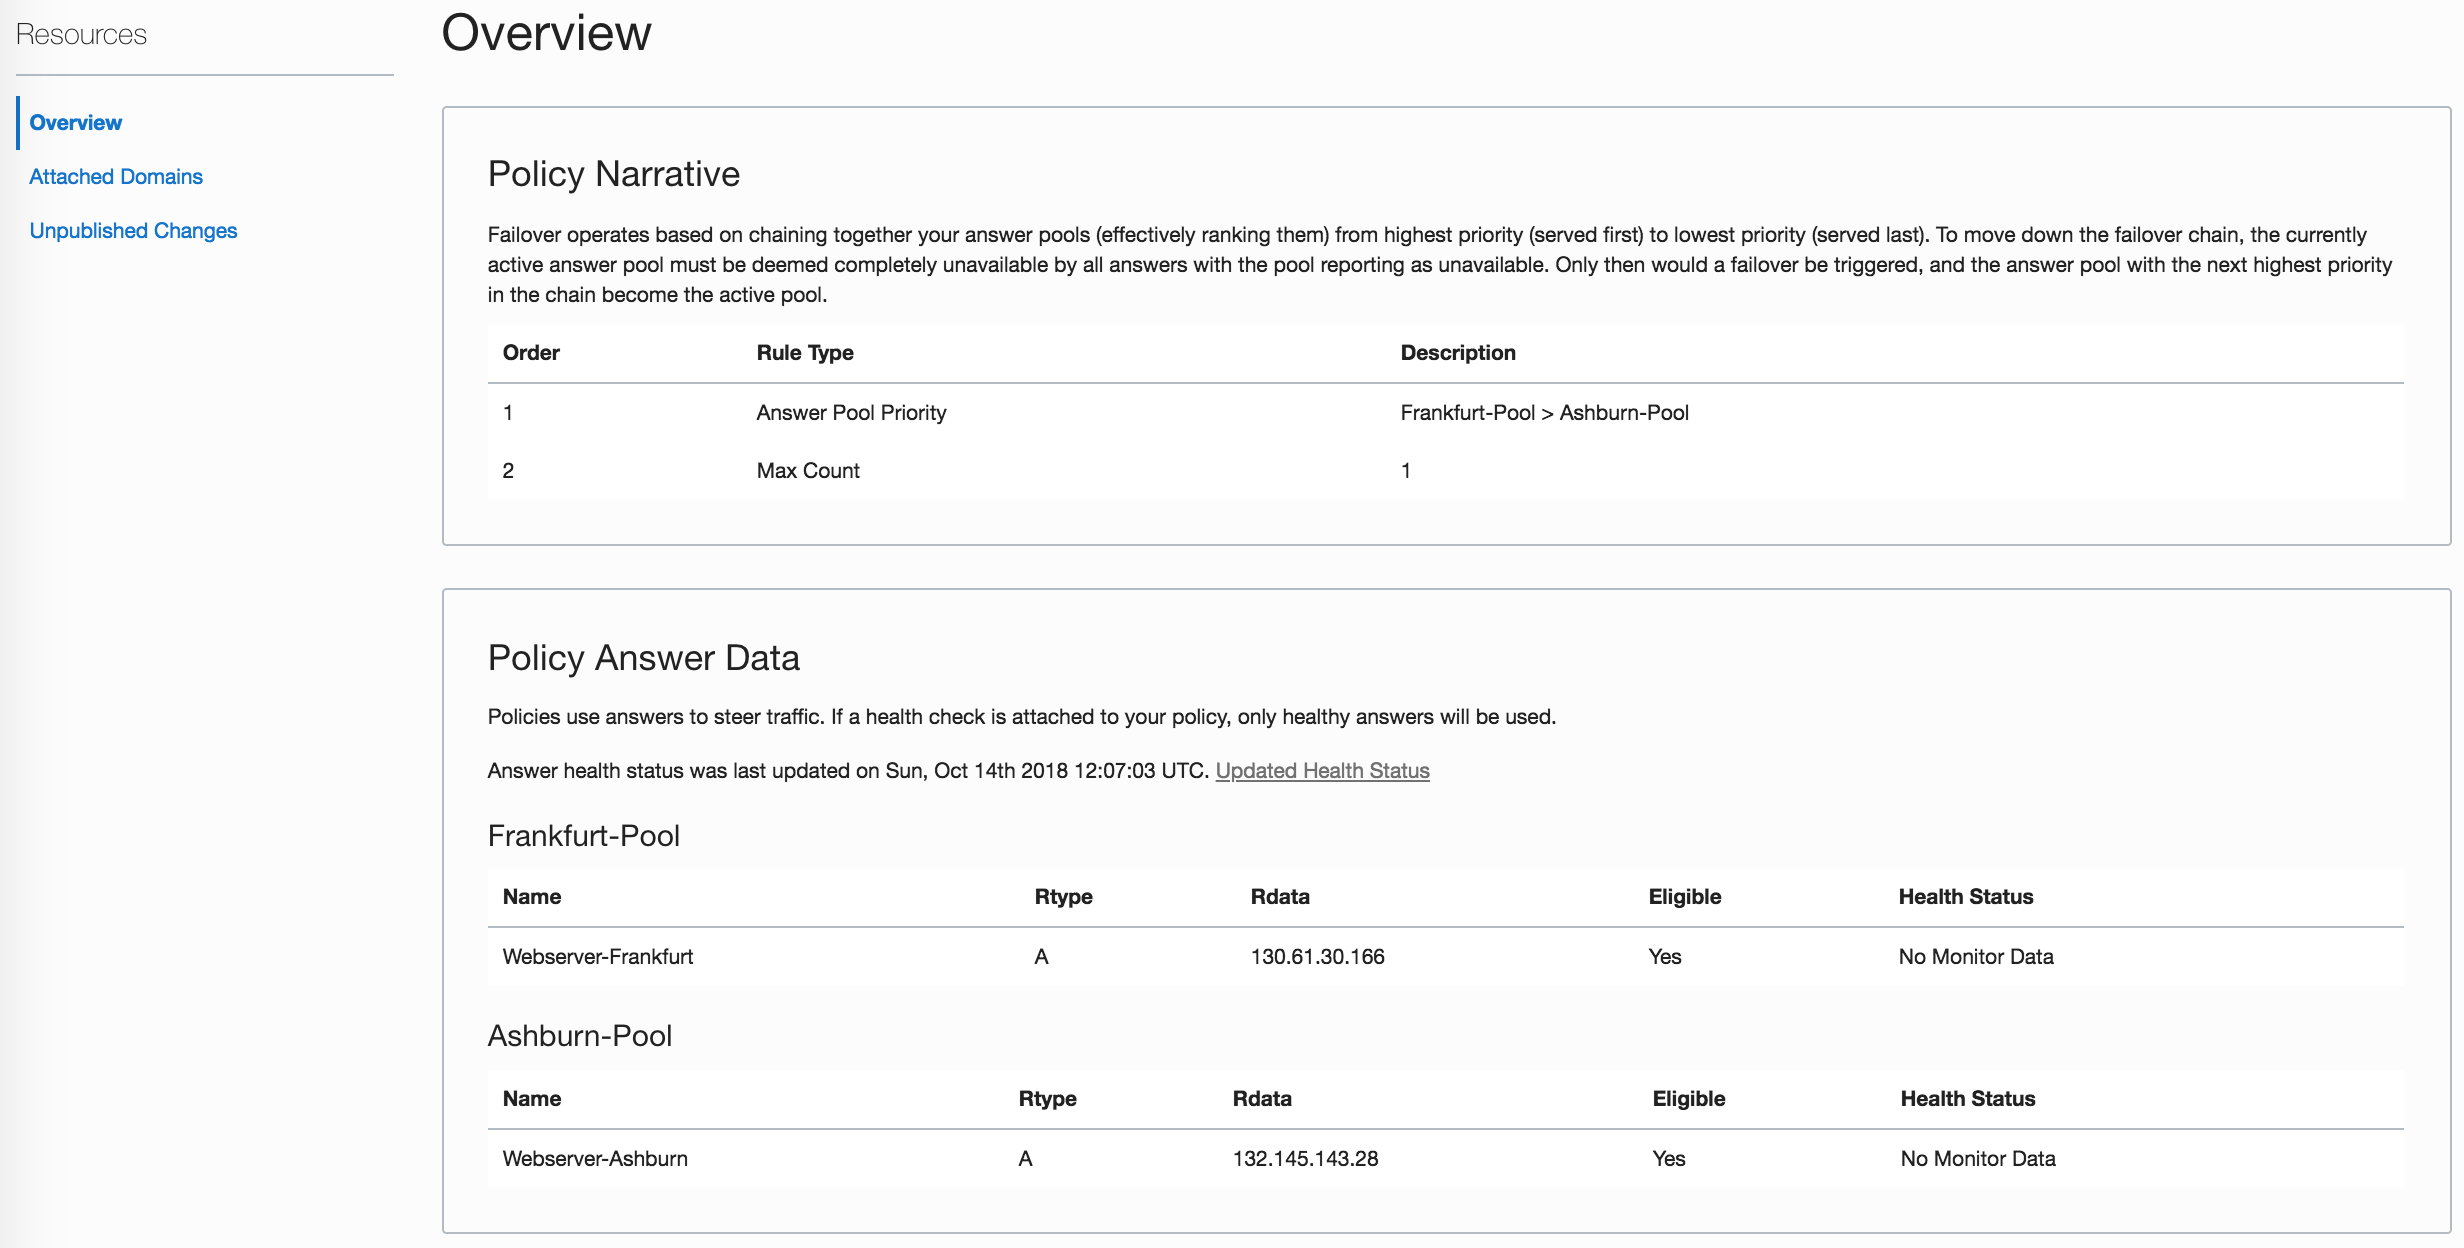 Resources
Overview
Attached Domains
Unpublished Changes
Overview
Policy Narrative
Failover operates based on chaining together your answer pools (effectively ranking them) from highest priority (served first) to lowest priority (served last). To move down the failover chain, the currently
active answer pool must be deemed completely unavailable by all answers with the pool reporting as unavailable. Only then would a failover be triggered, and the answer pool with the next highest priority
in the chain become the active pool.
Order Rule Type Description
1 Answer Pool Priority Frankfurt-Pool > Ashburn-Pool
2 Max Count 1
Policy Answer Data
Policies use answers to steer traffic. If a health check is attached to your policy, only healthy answers will be used.
Answer health status was last updated on Sun, Oct 14th 2018 12:07:03 UTC. Updated Health Status
Frankfurt-Pool
Name Rtype Rdata Eligible Health Status
Webserver-Frankfurt A 130.61.30.166 Yes No Monitor Data
Ashburn-Pool
Name Rtype Rdata Eligible Health Status
Webserver-Ashburn A 132.145.143.28 Yes No Monitor Data